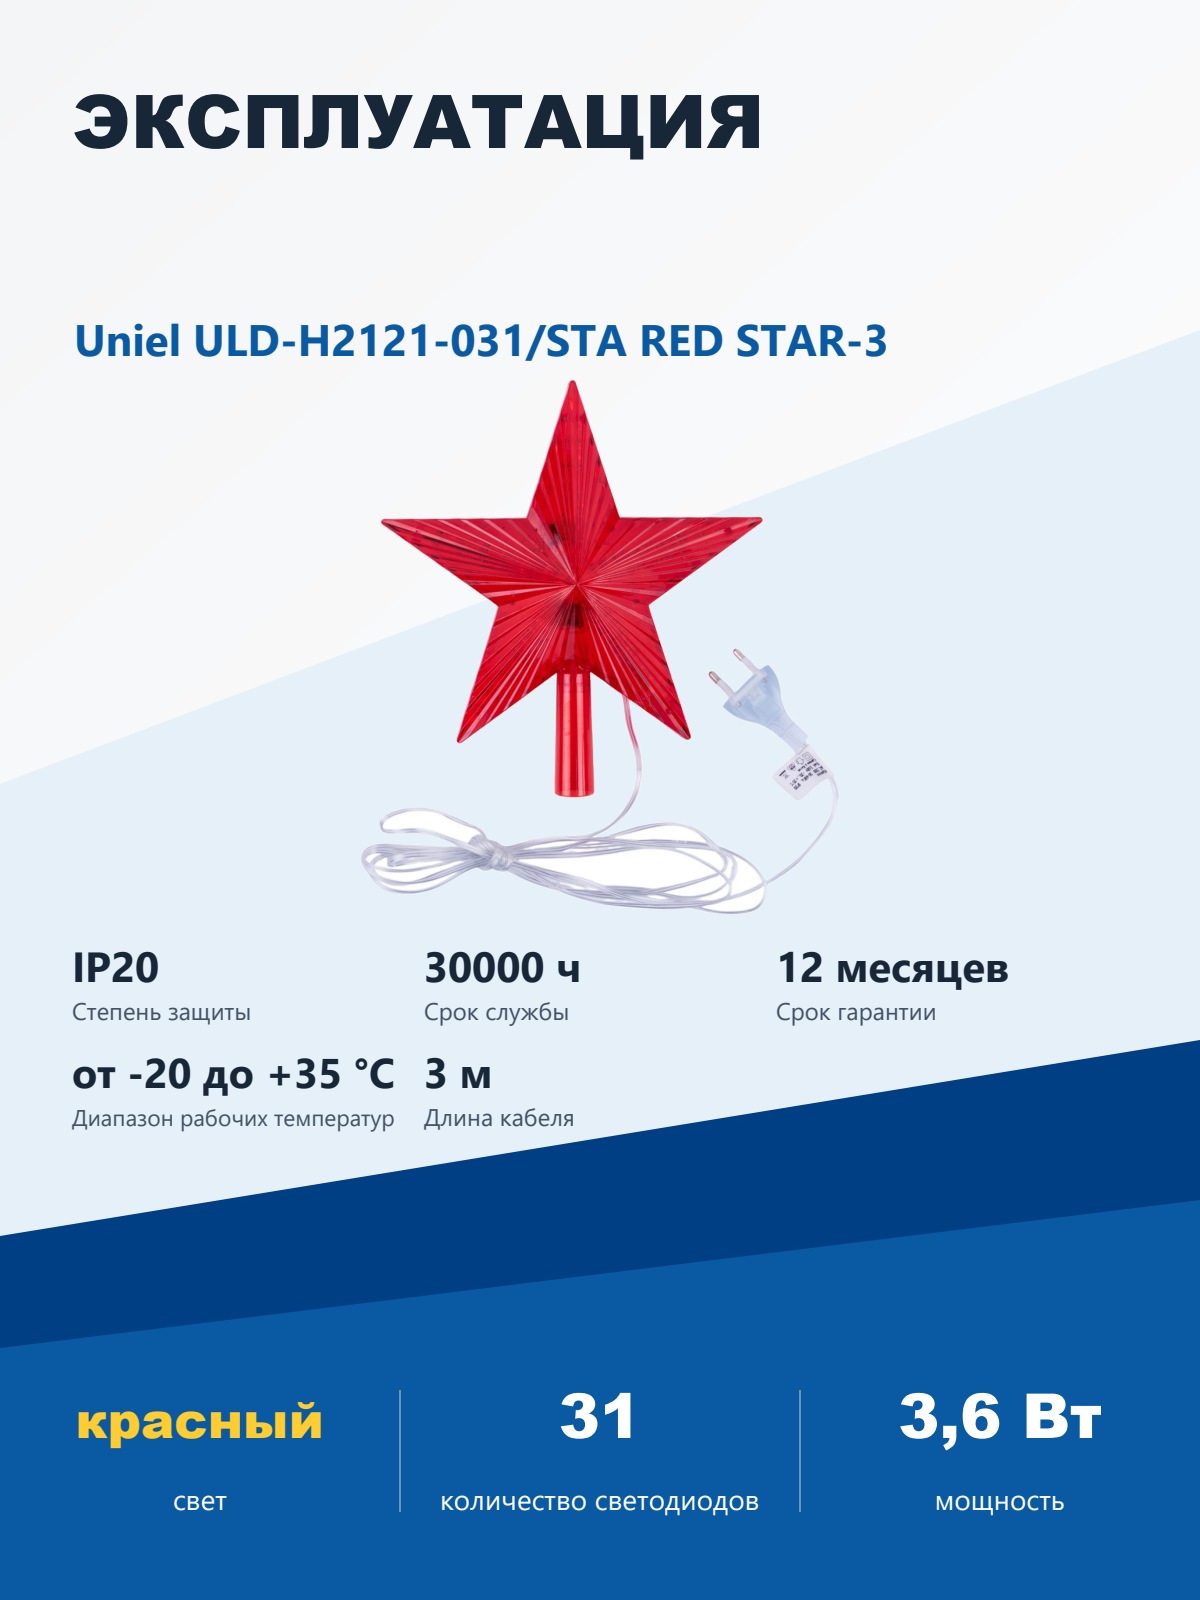 ЭКСПЛУАТАЦИЯ
Uniel ULD-H2121-031/STA RED STAR-3
IP20
Степень защиты
30000 ч
Срок службы
12 месяцев
Срок гарантии
от -20 до +35 °C
Диапазон рабочих температур
3 м
Длина кабеля
красный
свет
31
количество светодиодов
3,6 Вт
мощность